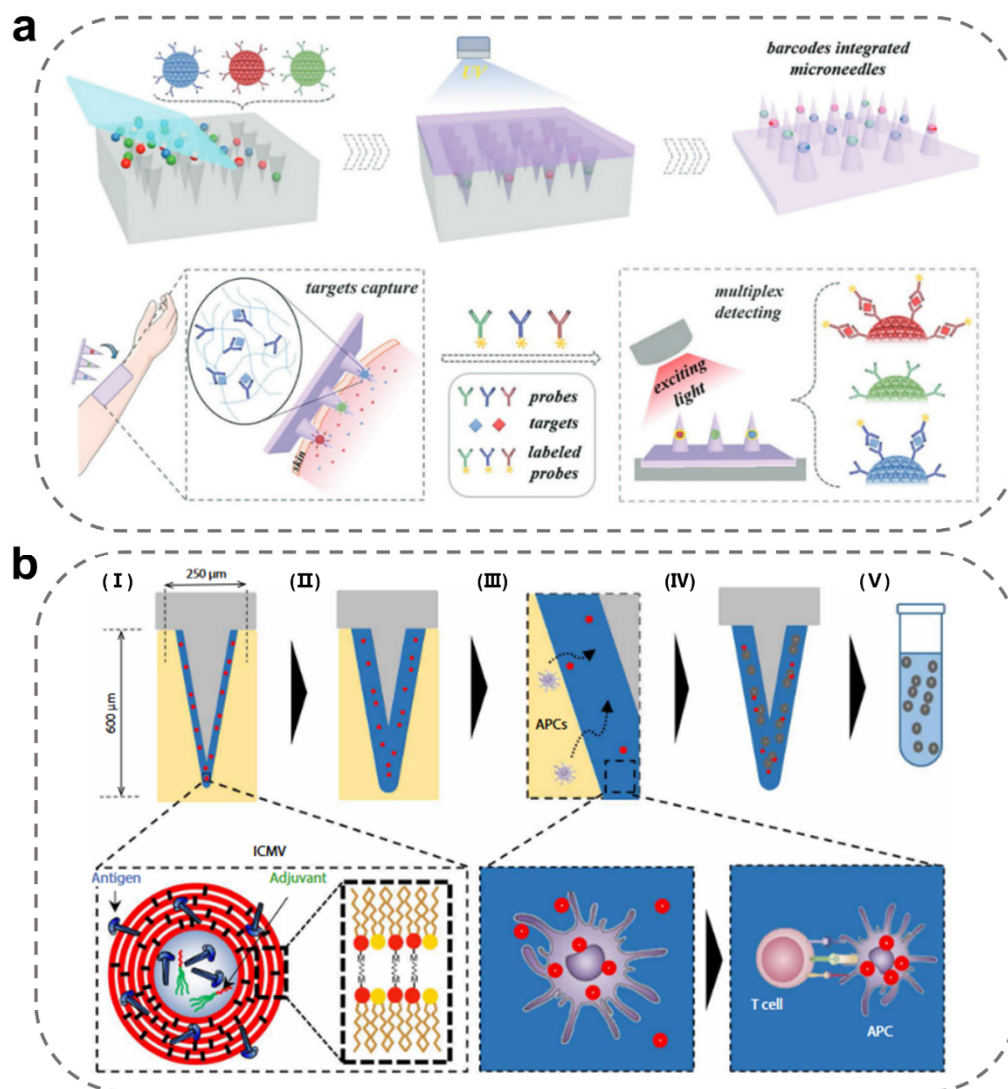 a
UV
barcodes integrated
microneedles
targets capture
skin
probes
targets
labeled
probes
multiplex
detecting
exciting
light
b
(I)
250 μm
(II)
(III)
(IV)
(V)
600 μm
APCs
ICMV
Antigen
Adjuvant
T cell
APC